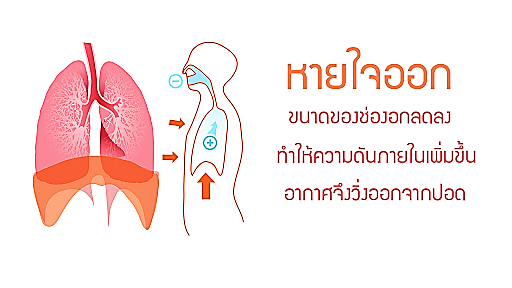 หายใจออก
ขนาดของช่องอกลดลง
ทำให้ความดันภายในเพิ่มขึ้น
อากาศจึงวิ่งออกจากปอด